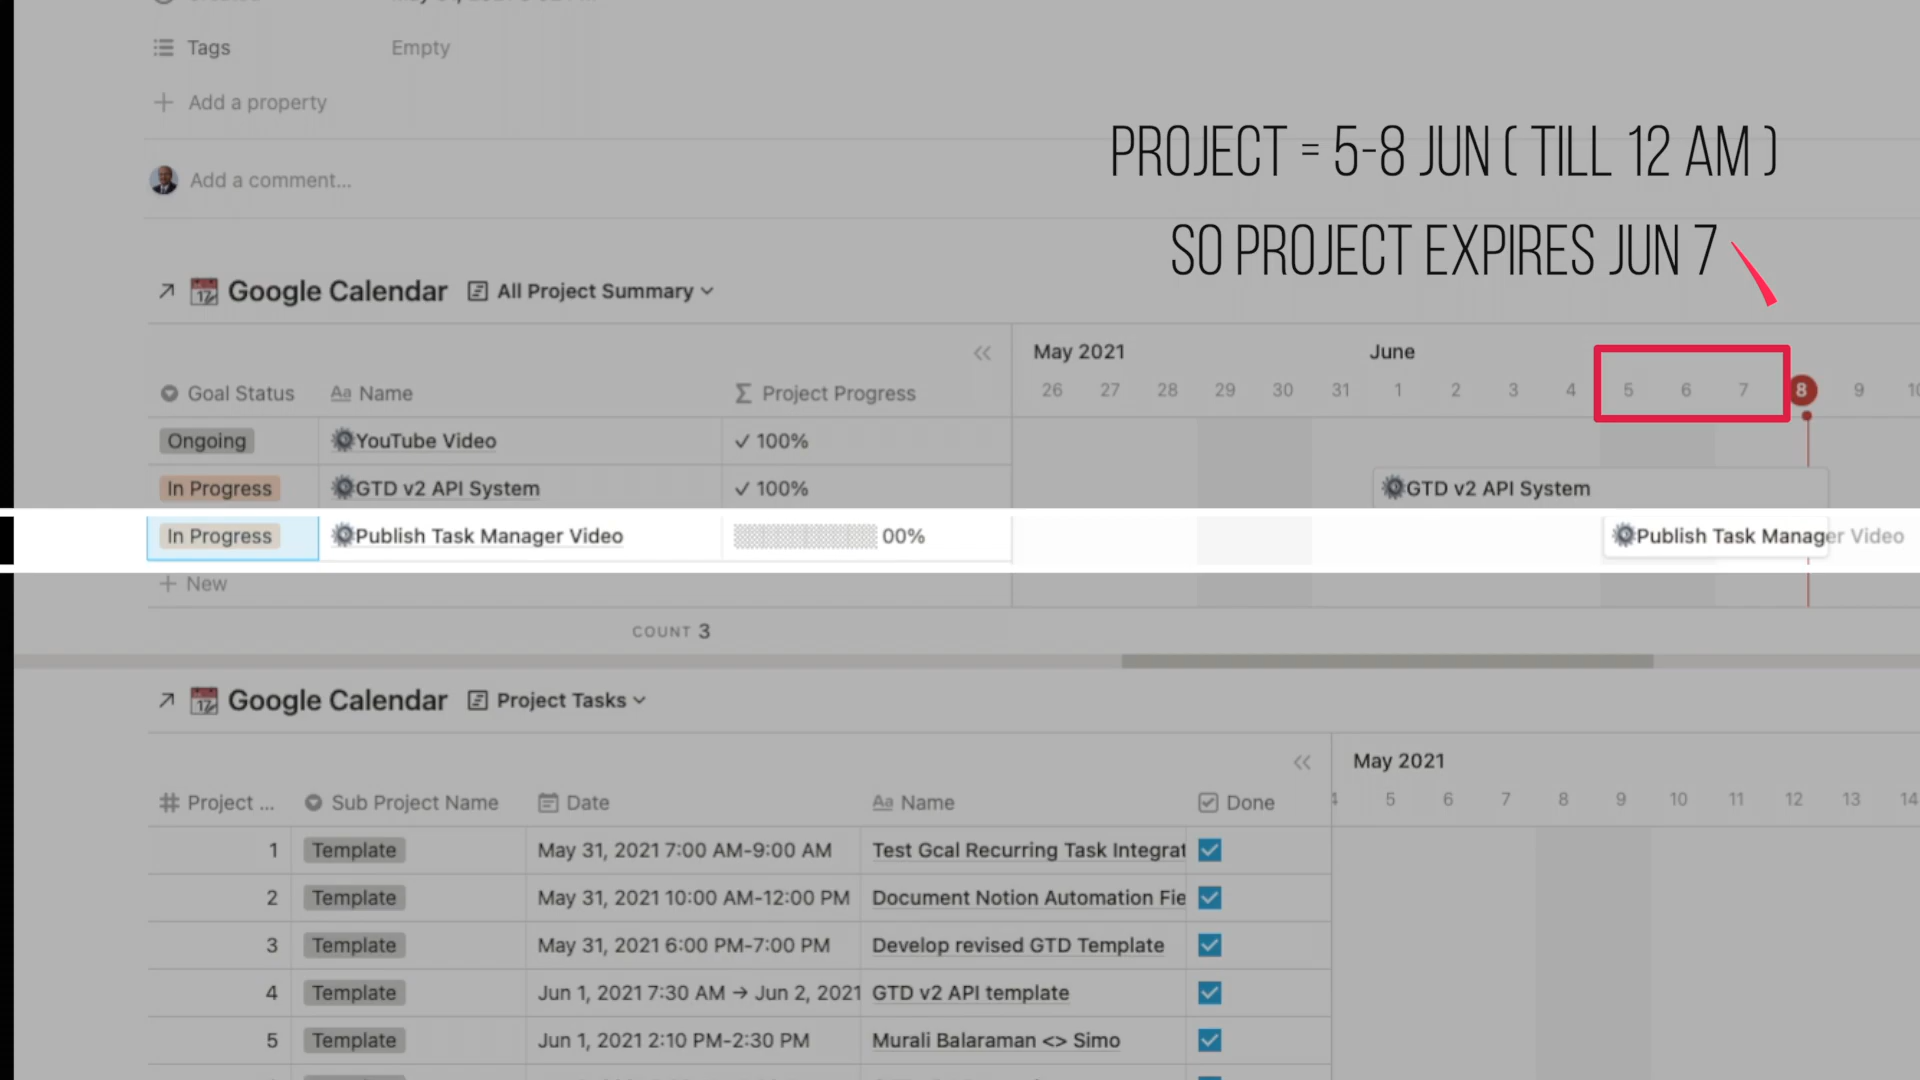 Tags Empty
Add a property
PROJECT = 5-8 JUN ( TILL 12 AM )
Add a comment...
SO PROJECT EXPIRES JUN 7
Google Calendar All Project Summary
May 2021 June
Goal Status Aa Name Σ Project Progress 26 27 28 29 30 31 1 2 3 4 5 6 7 8 9 10
Ongoing YouTube Video ✓ 100%
In Progress GTD v2 API System ✓ 100% GTD v2 API System
In Progress Publish Task Manager Video 00% Publish Task Manager Video
+ New
COUNT 3
Google Calendar Project Tasks
May 2021
# Project ... Sub Project Name Date Aa Name Done 4 5 6 7 8 9 10 11 12 13 14
1 Template May 31, 2021 7:00 AM-9:00 AM Test Gcal Recurring Task Integrat
2 Template May 31, 2021 10:00 AM-12:00 PM Document Notion Automation Fie
3 Template May 31, 2021 6:00 PM-7:00 PM Develop revised GTD Template
4 Template Jun 1, 2021 7:30 AM → Jun 2, 2021 GTD v2 API template
5 Template Jun 1, 2021 2:10 PM-2:30 PM Murali Balaraman <> Simo